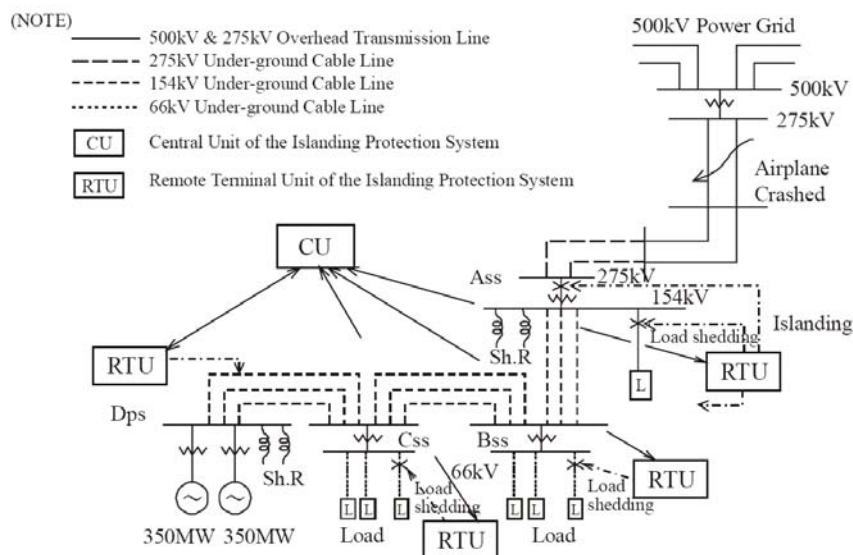 (NOTE)
500kV & 275kV Overhead Transmission Line
275kV Under-ground Cable Line
154kV Under-ground Cable Line
66kV Under-ground Cable Line
CU Central Unit of the Islanding Protection System
RTU Remote Terminal Unit of the Islanding Protection System
500kV Power Grid
500kV
275kV
Airplane
Crashed
CU
Ass
275kV
154kV
Islanding
Load shedding
Sh.R
RTU
RTU
L
Dps
Css
Bss
Sh.R
66kV
RTU
Load
shedding
Load
shedding
L L L
L L L
350MW 350MW
Load
RTU
Load